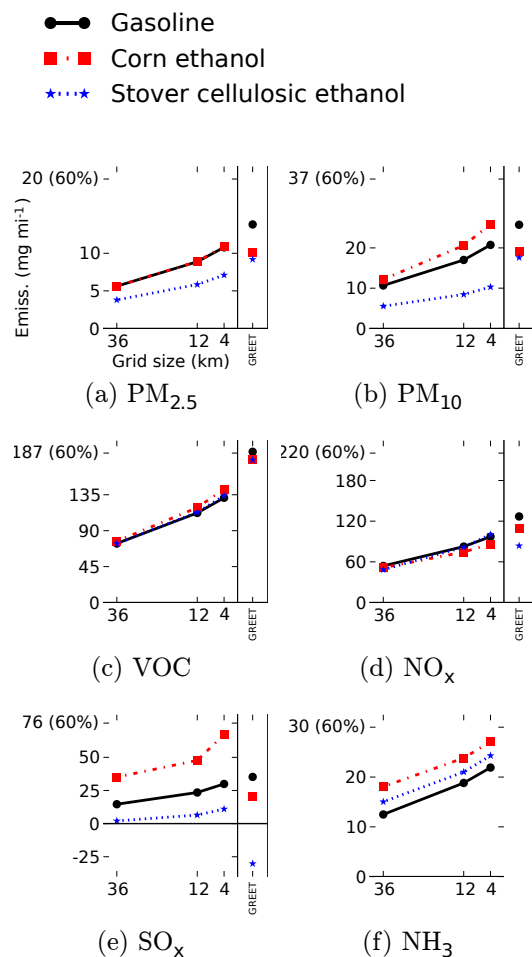 Gasoline
Corn ethanol
Stover cellulosic ethanol
20 (60%)
10
5
0
Emiss. (mg mi-1)
36 12 4
Grid size (km)
GREET
(a) PM2.5
37 (60%)
20
10
0
36 12 4
GREET
(b) PM10
187 (60%)
135
90
45
0
36 12 4
GREET
(c) VOC
220 (60%)
180
120
60
0
36 12 4
GREET
(d) NOx
76 (60%)
50
25
0
-25
36 12 4
GREET
(e) SOx
30 (60%)
20
10
0
36 12 4
(f) NH3